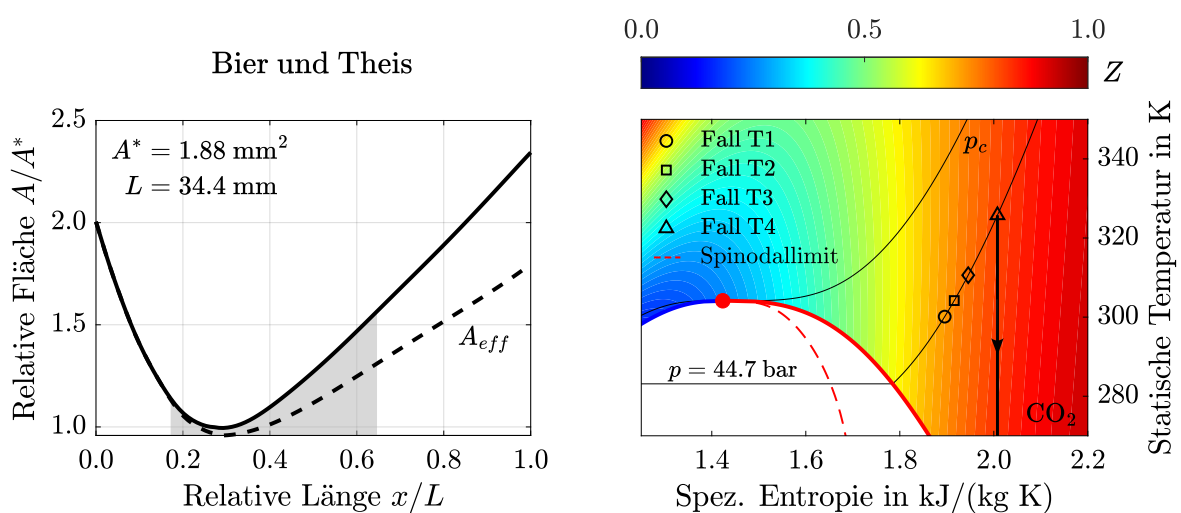 Bier und Theis
A* = 1.88 mm²
L = 34.4 mm
A_eff
Relative Fläche A/A*
2.5
2.0
1.5
1.0
0.0 0.2 0.4 0.6 0.8 1.0
Relative Länge x/L
0.0 0.5 1.0
Z
Fall T1
Fall T2
Fall T3
Fall T4
Spinodallimit
p_c
p = 44.7 bar
CO₂
340
320
300
280
Statische Temperatur in K
1.4 1.6 1.8 2.0 2.2
Spez. Entropie in kJ/(kg K)